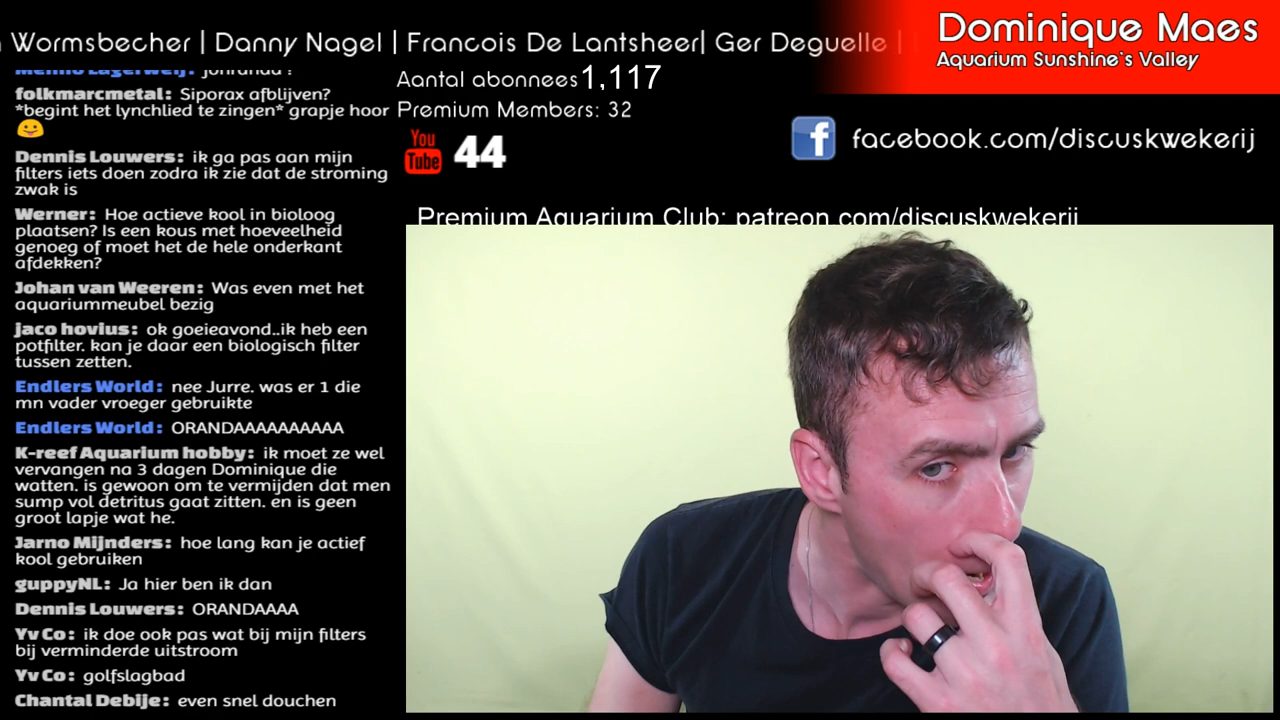 Wormsbecher | Danny Nagel | Francois De Lantsheer| Ger Deguelle |
Dominique Maes
Aquarium Sunshine's Valley
Aantal abonnees 1,117
Premium Members: 32
You
Tube
44
f
facebook.com/discuskwekerij
Premium Aquarium Club: patreon.com/discuskwekerij
folkmarcmetal: Siporax afblijven?
*begint het lynchlied te zingen* grapje hoor
Dennis Louwers: ik ga pas aan mijn
filters iets doen zodra ik zie dat de stroming
zwak is
Werner: Hoe actieve kool in bioloog
plaatsen? Is een kous met hoeveelheid
genoeg of moet het de hele onderkant
afdekken?
Johan van Weeren: Was even met het
aquariummeubel bezig
jaco hovius: ok goeieavond..ik heb een
potfilter. kan je daar een biologisch filter
tussen zetten.
Endlers World: nee Jurre. was er 1 die
mn vader vroeger gebruikte
Endlers World: ORANDAAAAAAAAAA
K-reef Aquarium hobby: ik moet ze wel
vervangen na 3 dagen Dominique die
watten. is gewoon om te vermijden dat men
sump vol detritus gaat zitten. en is geen
groot lapje wat he.
Jarno Mijnders: hoe lang kan je actief
kool gebruiken
guppyNL: Ja hier ben ik dan
Dennis Louwers: ORANDAAAA
Yv Co: ik doe ook pas wat bij mijn filters
bij verminderde uitstroom
Yv Co: golfslagbad
Chantal Debije: even snel douchen